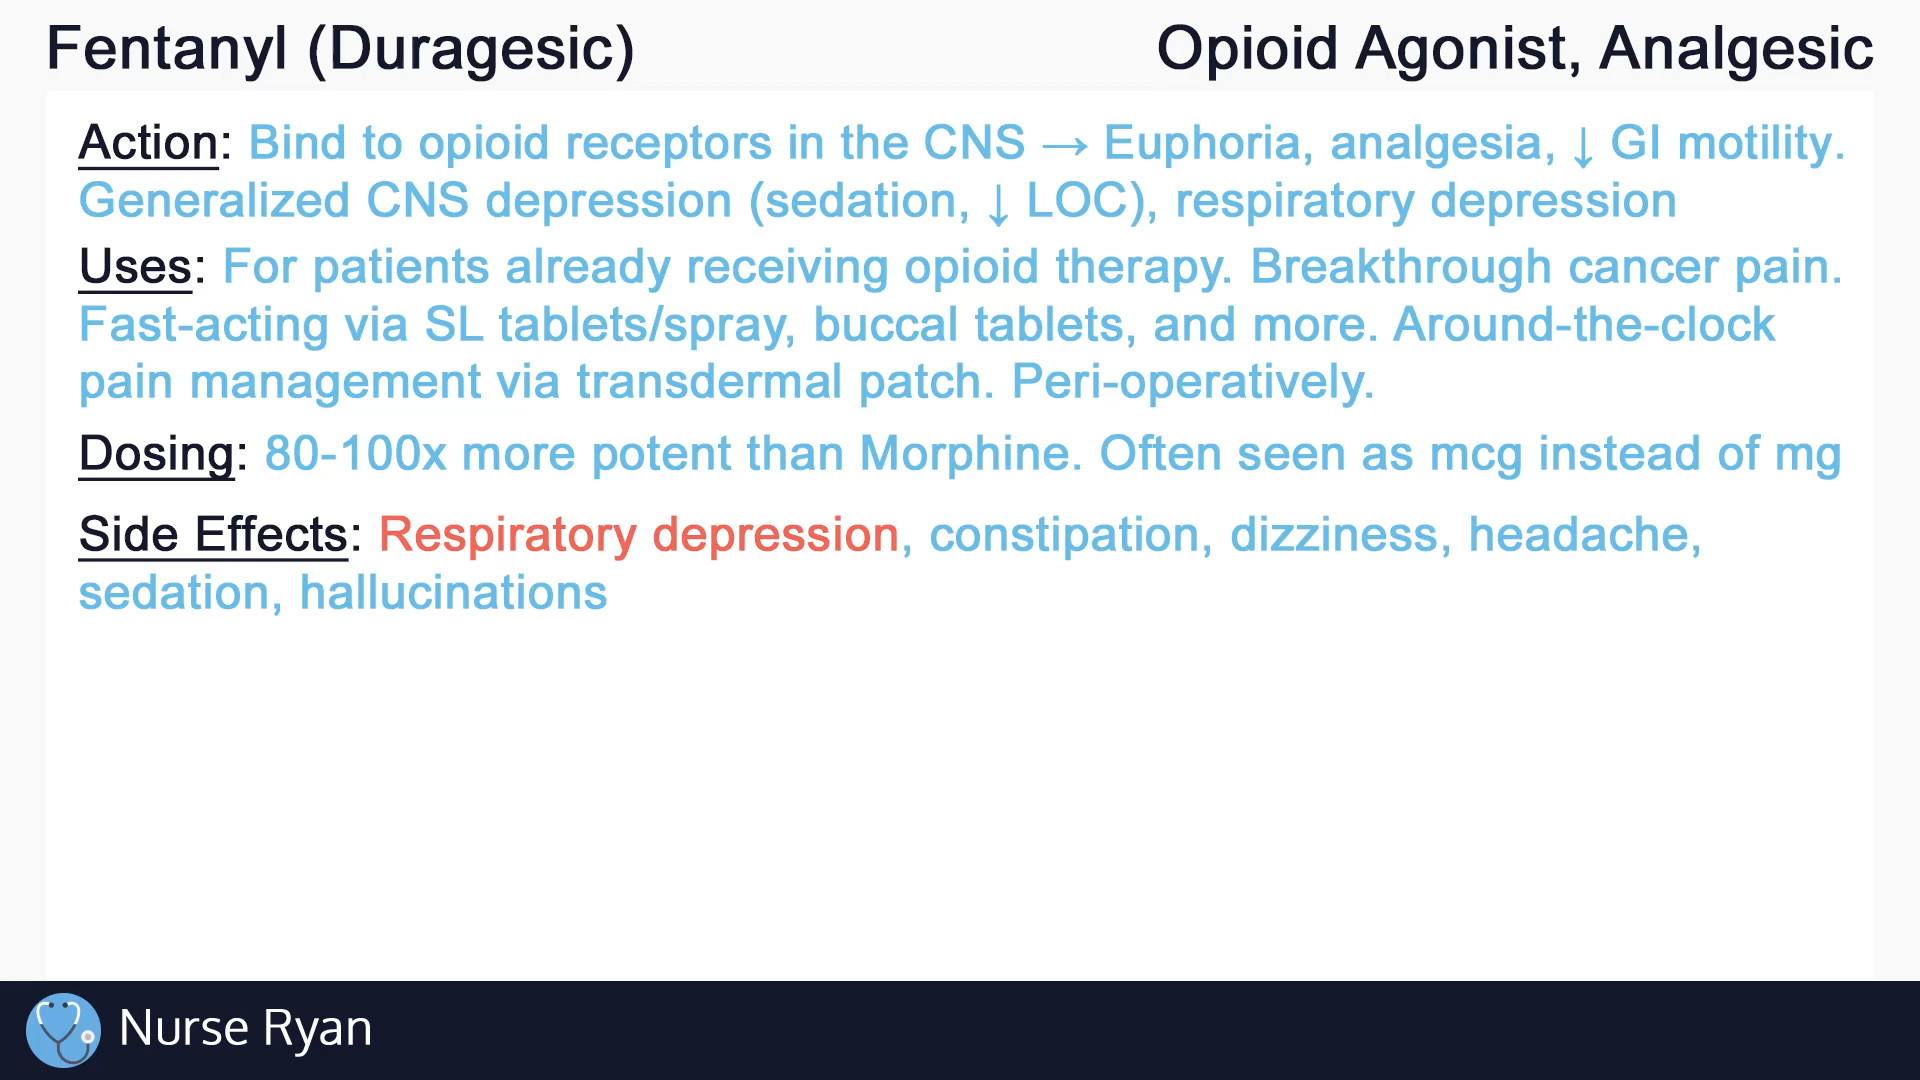 Fentanyl (Duragesic)
Opioid Agonist, Analgesic
Action: Bind to opioid receptors in the CNS → Euphoria, analgesia, ↓ GI motility.
Generalized CNS depression (sedation, ↓ LOC), respiratory depression
Uses: For patients already receiving opioid therapy. Breakthrough cancer pain.
Fast-acting via SL tablets/spray, buccal tablets, and more. Around-the-clock
pain management via transdermal patch. Peri-operatively.
Dosing: 80-100x more potent than Morphine. Often seen as mcg instead of mg
Side Effects: Respiratory depression, constipation, dizziness, headache,
sedation, hallucinations
Nurse Ryan